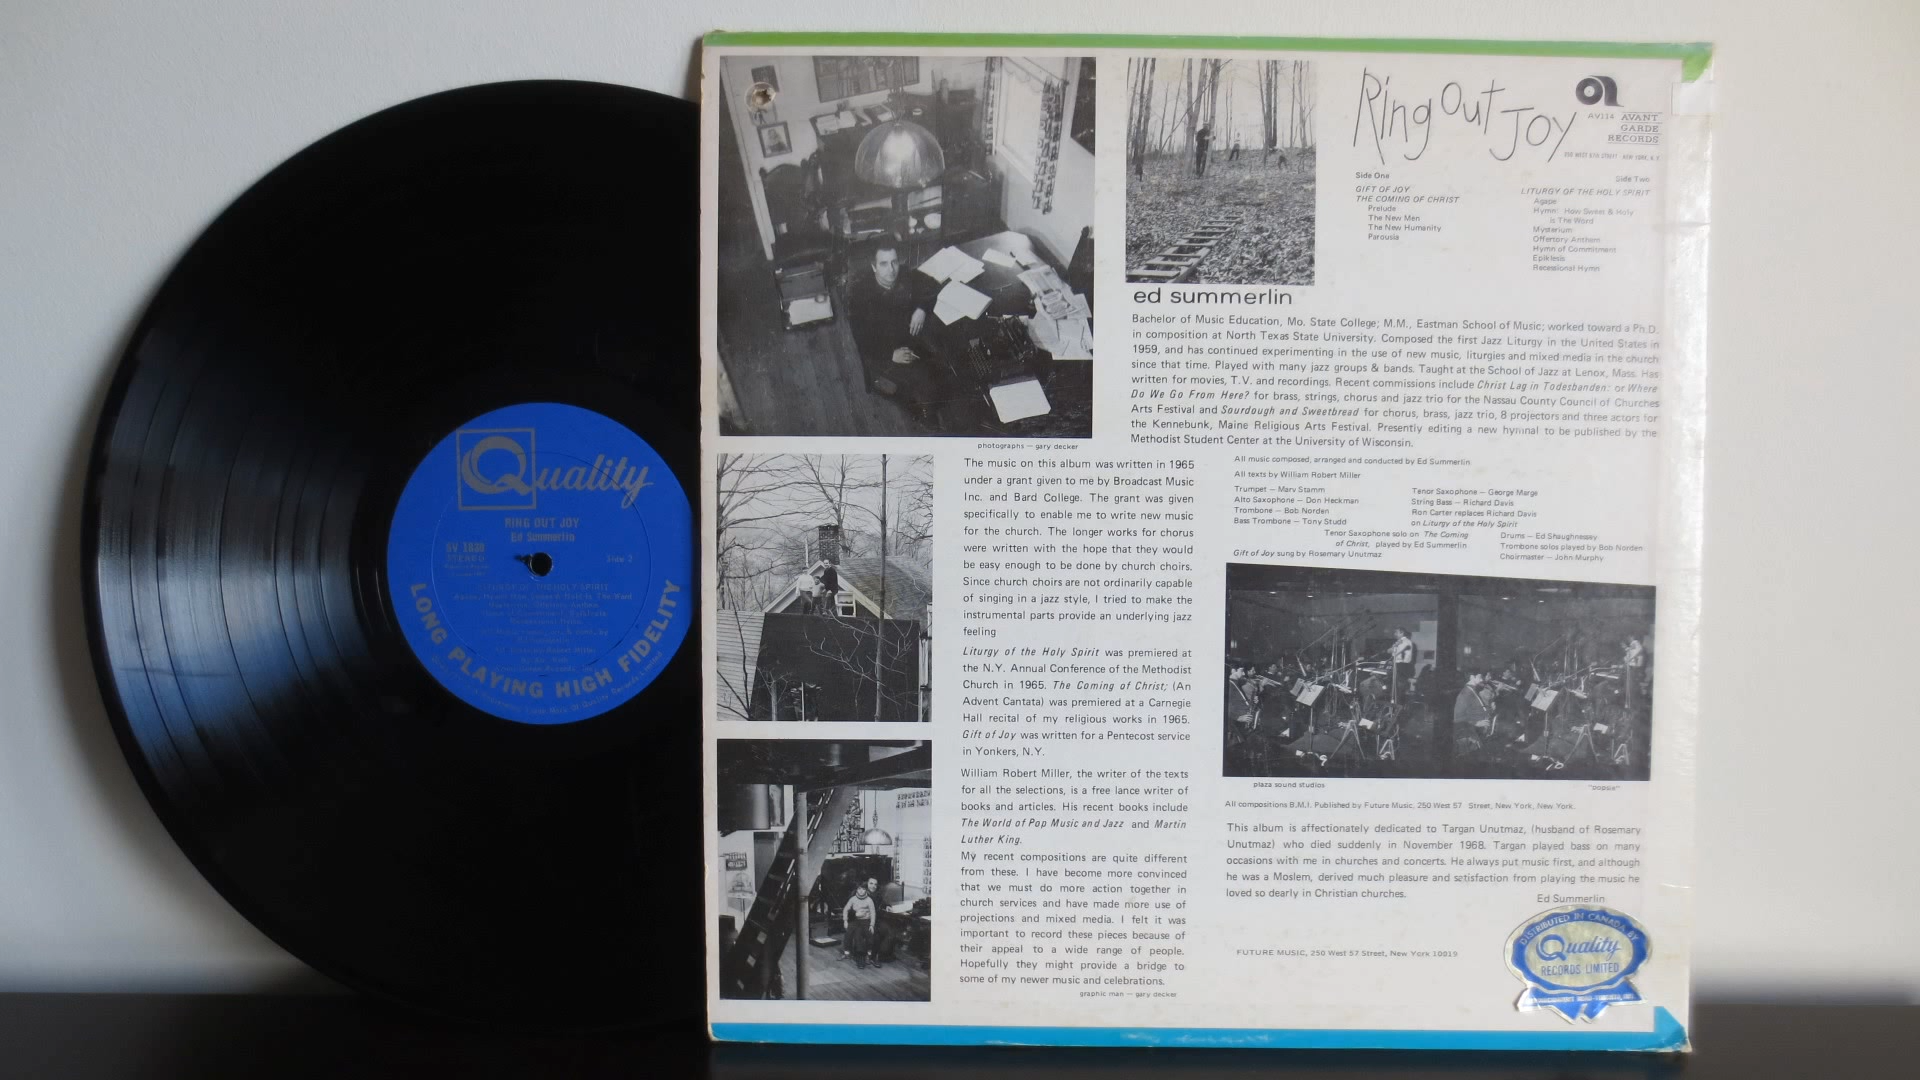 Quality
RING OUT JOY
Ed Summerlin
STEREO
LONG PLAYING HIGH FIDELITY
Ring Out Joy
AV114 AVANT
GARDE
RECORDS
Side One
GIFT OF JOY
THE COMING OF CHRIST
Prelude
The New Men
The New Humanity
Parousia
Side Two
LITURGY OF THE HOLY SPIRIT
Agape
Hymn: How Sweet & Holy
is The Word
Mysterium
Offertory Anthem
Hymn of Commitment
Epiklesis
Recessional Hymn
ed summerlin
Bachelor of Music Education, Mo. State College; M.M., Eastman School of Music; worked toward a Ph.D.
in composition at North Texas State University. Composed the first Jazz Liturgy in the United States in
1959, and has continued experimenting in the use of new music, liturgies and mixed media in the church
since that time. Played with many jazz groups & bands. Taught at the School of Jazz at Lenox, Mass. Has
written for movies, T.V. and recordings. Recent commissions include Christ Lag in Todesbanden: or Where
Do We Go From Here? for brass, strings, chorus and jazz trio for the Nassau County Council of Churches
Arts Festival and Sourdough and Sweetbread for chorus, brass, jazz trio, 8 projectors and three actors for
the Kennebunk, Maine Religious Arts Festival. Presently editing a new hymnal to be published by the
Methodist Student Center at the University of Wisconsin.
photographs — gary decker
The music on this album was written in 1965
under a grant given to me by Broadcast Music
Inc. and Bard College. The grant was given
specifically to enable me to write new music
for the church. The longer works for chorus
were written with the hope that they would
be easy enough to be done by church choirs.
Since church choirs are not ordinarily capable
of singing in a jazz style, I tried to make the
instrumental parts provide an underlying jazz
feeling
Liturgy of the Holy Spirit was premiered at
the N.Y. Annual Conference of the Methodist
Church in 1965. The Coming of Christ; (An
Advent Cantata) was premiered at a Carnegie
Hall recital of my religious works in 1965.
Gift of Joy was written for a Pentecost service
in Yonkers, N.Y.
William Robert Miller, the writer of the texts
for all the selections, is a free lance writer of
books and articles. His recent books include
The World of Pop Music and Jazz and Martin
Luther King.
My recent compositions are quite different
from these. I have become more convinced
that we must do more action together in
church services and have made more use of
projections and mixed media. I felt it was
important to record these pieces because of
their appeal to a wide range of people.
Hopefully they might provide a bridge to
some of my newer music and celebrations.
graphic man — gary decker
All music composed, arranged and conducted by Ed Summerlin
All texts by William Robert Miller
Trumpet — Marv Stamm
Alto Saxophone — Don Heckman
Trombone — Bob Norden
Bass Trombone — Tony Studd
Tenor Saxophone — George Marge
String Bass — Richard Davis
Ron Carter replaces Richard Davis
on Liturgy of the Holy Spirit
Tenor Saxophone solo on The Coming
of Christ, played by Ed Summerlin
Gift of Joy sung by Rosemary Unutmaz
Drums — Ed Shaughnessy
Trombone solos played by Bob Norden
Choirmaster — John Murphy
plaza sound studios
"popsie"
All compositions B.M.I. Published by Future Music, 250 West 57 Street, New York, New York.
This album is affectionately dedicated to Targan Unutmaz, (husband of Rosemary
Unutmaz) who died suddenly in November 1968. Targan played bass on many
occasions with me in churches and concerts. He always put music first, and although
he was a Moslem, derived much pleasure and satisfaction from playing the music he
loved so dearly in Christian churches.
Ed Summerlin
FUTURE MUSIC, 250 West 57 Street, New York 10019
DISTRIBUTED IN CANADA BY
Quality
RECORDS LIMITED